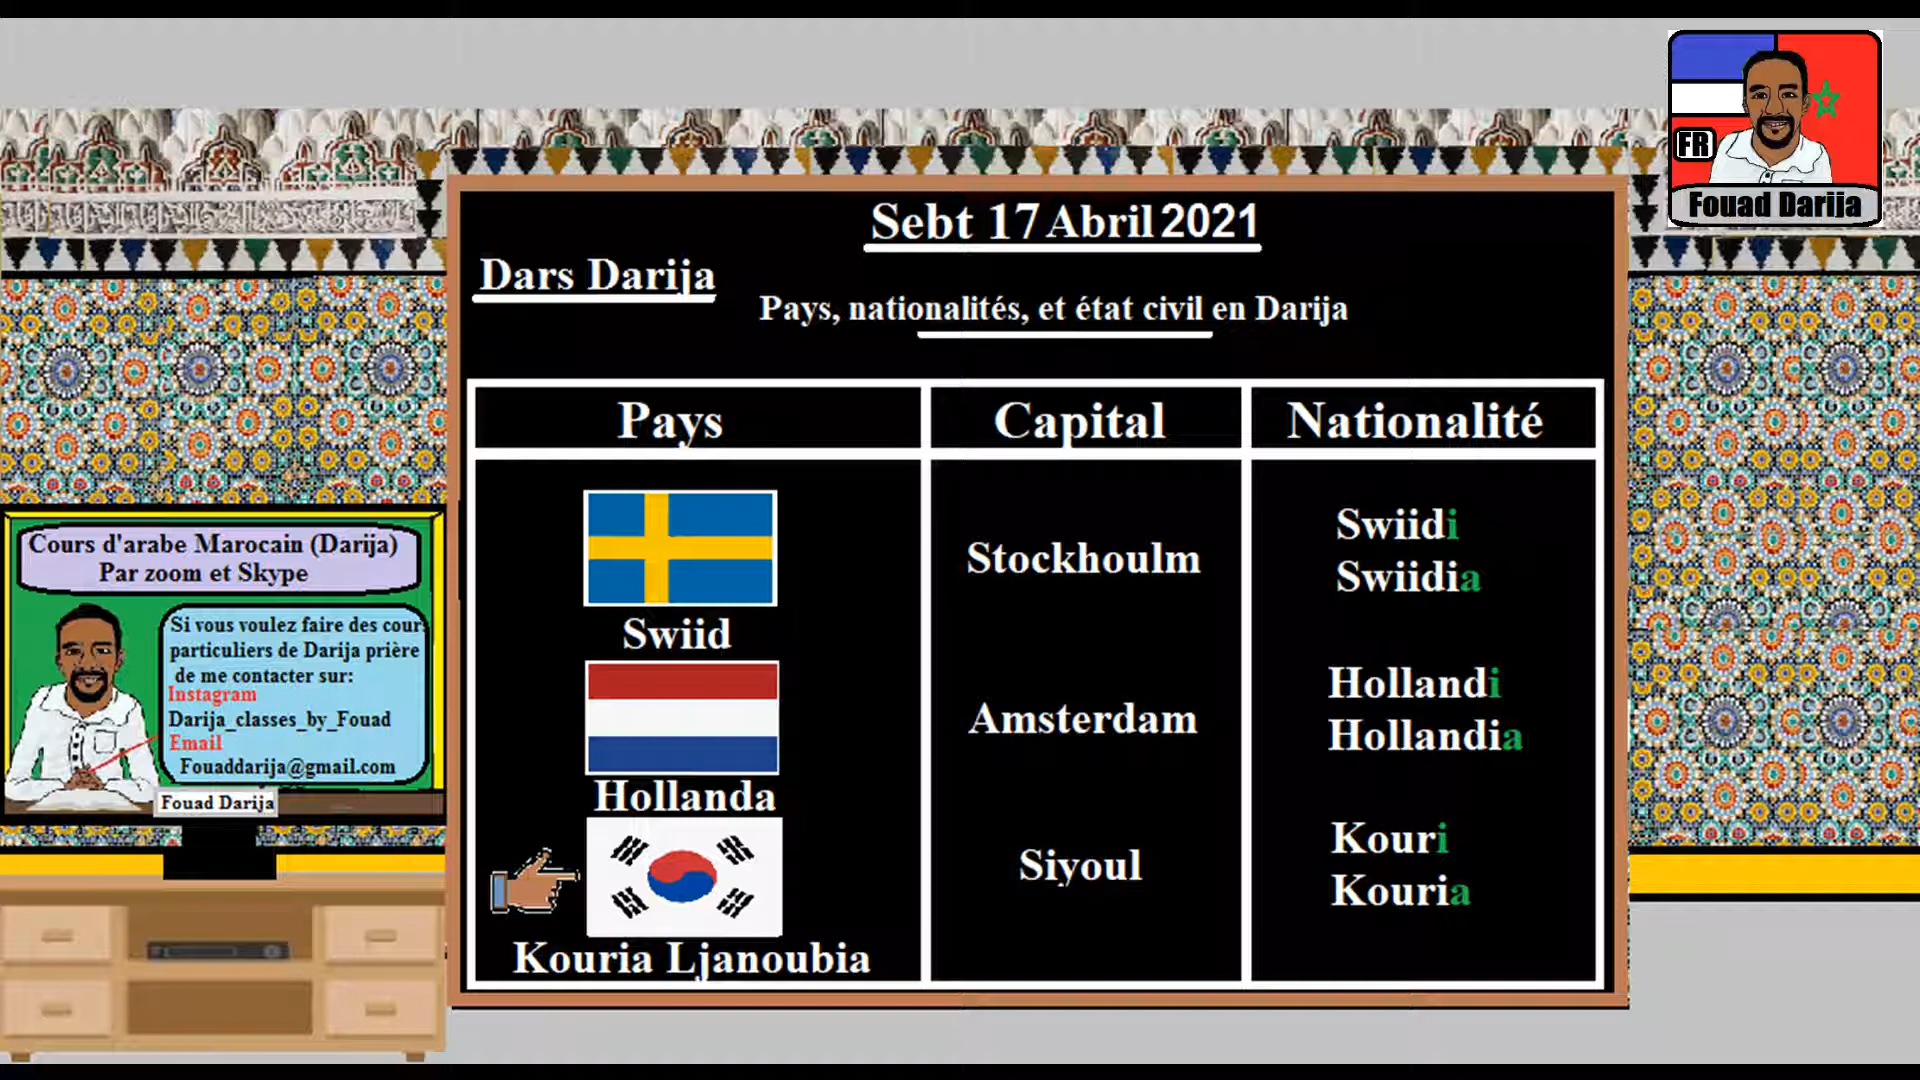 FR
Fouad Darija
Sebt 17 Abril 2021
Dars Darija
Pays, nationalités, et état civil en Darija
Pays
Capital
Nationalité
Swiid
Stockhoulm
Swiidi
Swiidia
Hollanda
Amsterdam
Hollandi
Hollandia
Kouria Ljanoubia
Siyoul
Kouri
Kouria
Cours d'arabe Marocain (Darija)
Par zoom et Skype
Si vous voulez faire des cours
particuliers de Darija prière
de me contacter sur:
Instagram
Darija_classes_by_Fouad
Email
Fouaddarija@gmail.com
Fouad Darija